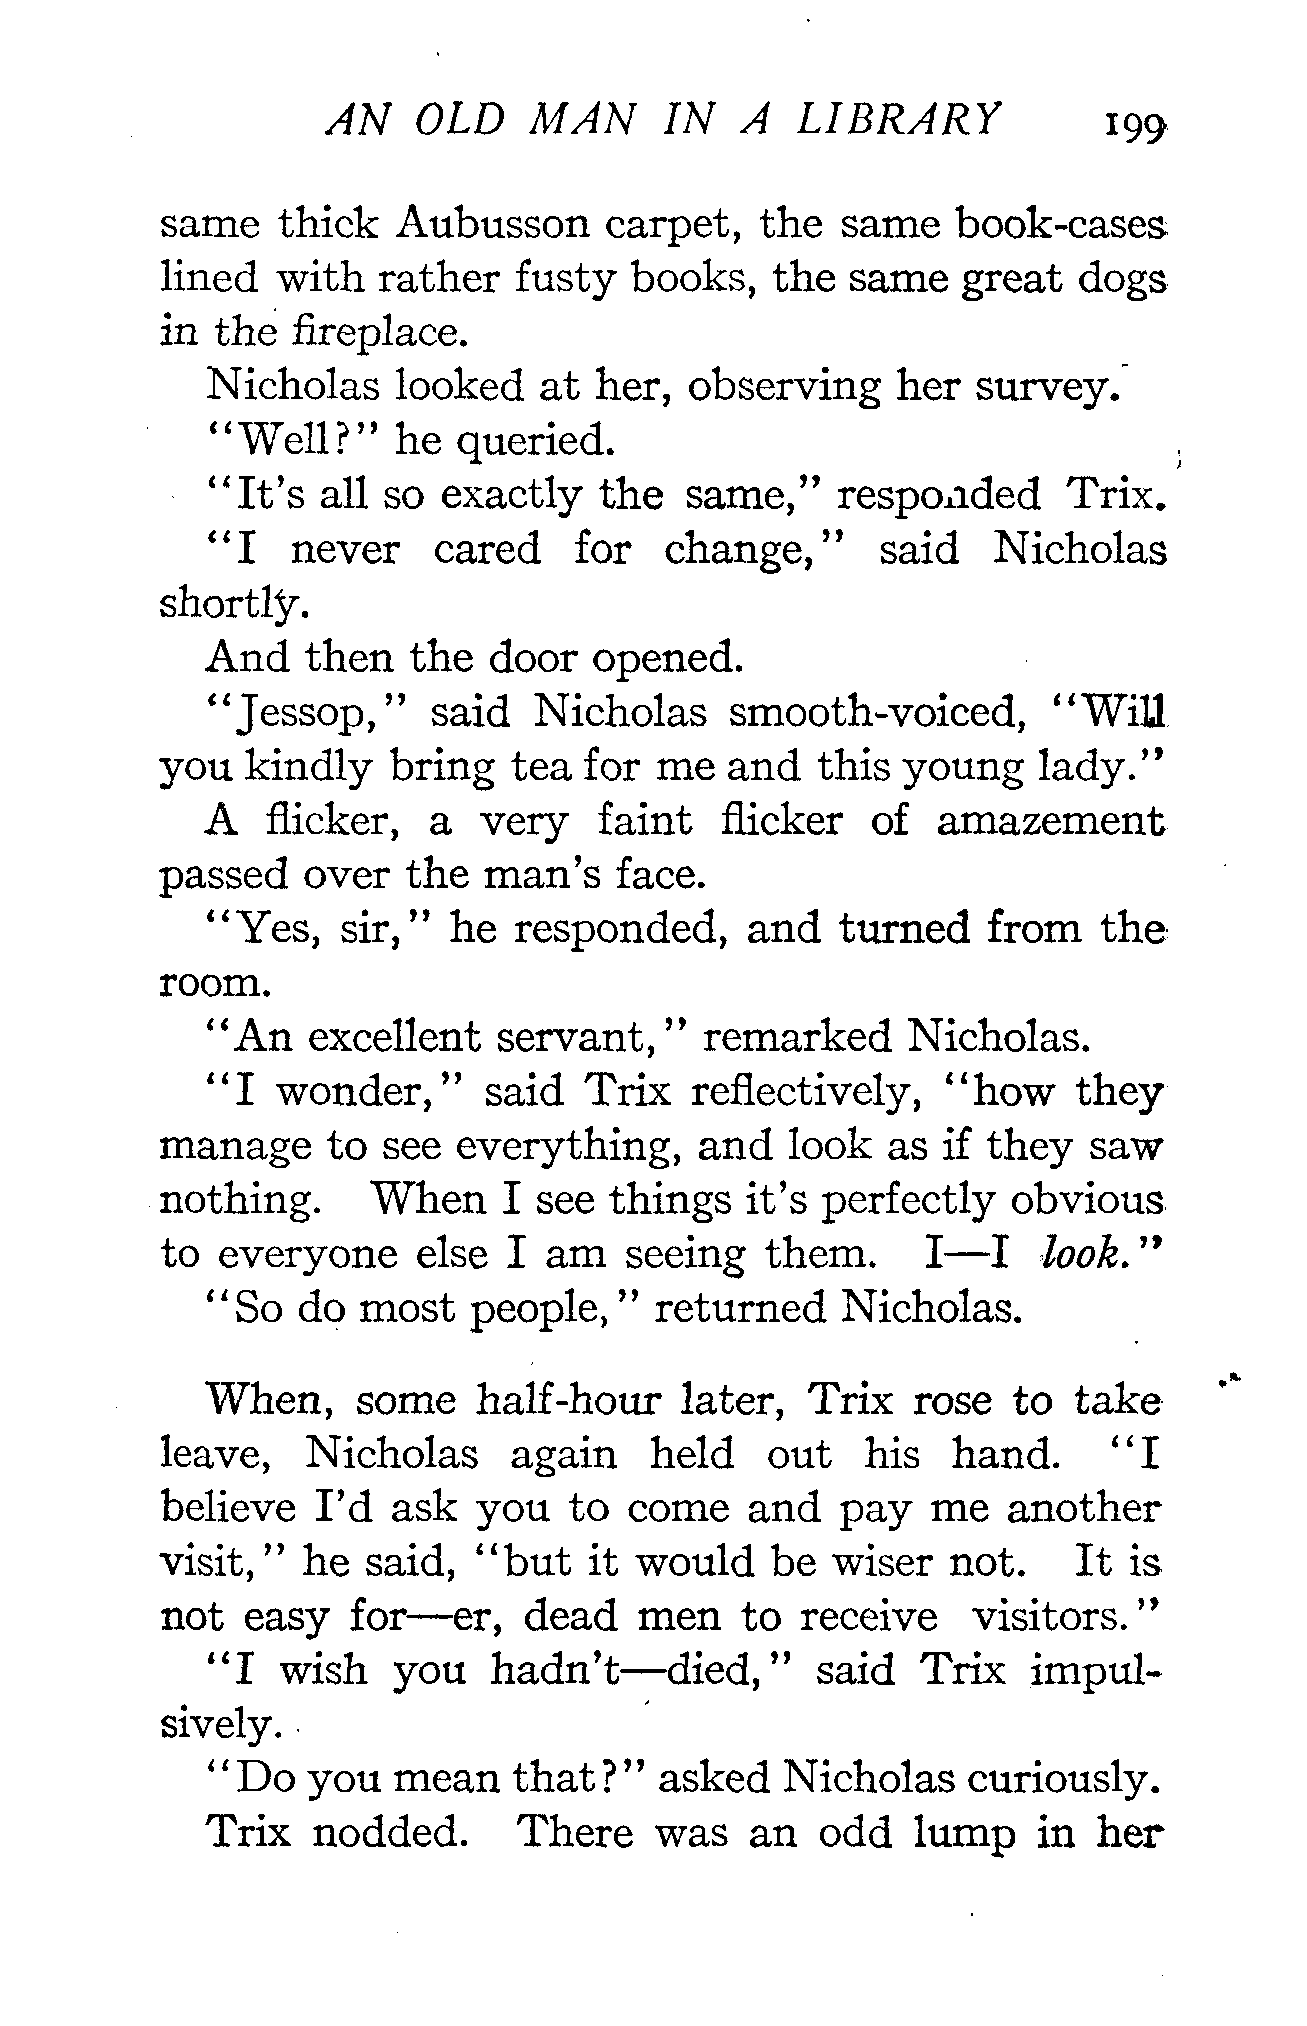 AN OLD MAN IN A LIBRARY 199
same thick Aubusson carpet, the same book-cases
lined with rather fusty books, the same great dogs
in the fireplace.
Nicholas looked at her, observing her survey.
"Well?" he queried.
"It's all so exactly the same," responded Trix.
"I never cared for change," said Nicholas
shortly.
And then the door opened.
"Jessop," said Nicholas smooth-voiced, "Will
you kindly bring tea for me and this young lady."
A flicker, a very faint flicker of amazement
passed over the man's face.
"Yes, sir," he responded, and turned from the
room.
"An excellent servant," remarked Nicholas.
"I wonder," said Trix reflectively, "how they
manage to see everything, and look as if they saw
nothing. When I see things it's perfectly obvious
to everyone else I am seeing them. I—I look."
"So do most people," returned Nicholas.
When, some half-hour later, Trix rose to take
leave, Nicholas again held out his hand. "I
believe I'd ask you to come and pay me another
visit," he said, "but it would be wiser not. It is
not easy for—er, dead men to receive visitors."
"I wish you hadn't—died," said Trix impul-
sively.
"Do you mean that?" asked Nicholas curiously.
Trix nodded. There was an odd lump in her